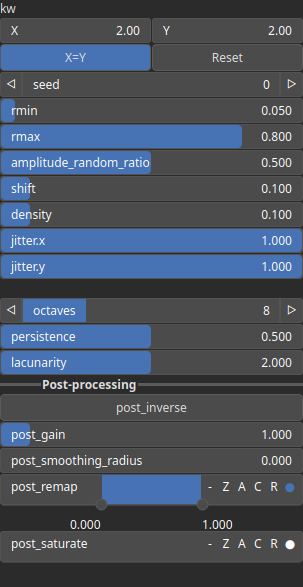 kw
X 2.00 Y 2.00
X=Y Reset
seed 0
rmin 0.050
rmax 0.800
amplitude_random_ratio 0.500
shift 0.100
density 0.100
jitter.x 1.000
jitter.y 1.000
octaves 8
persistence 0.500
lacunarity 2.000
Post-processing
post_inverse
post_gain 1.000
post_smoothing_radius 0.000
post_remap - Z A C R
0.000 1.000
post_saturate - Z A C R